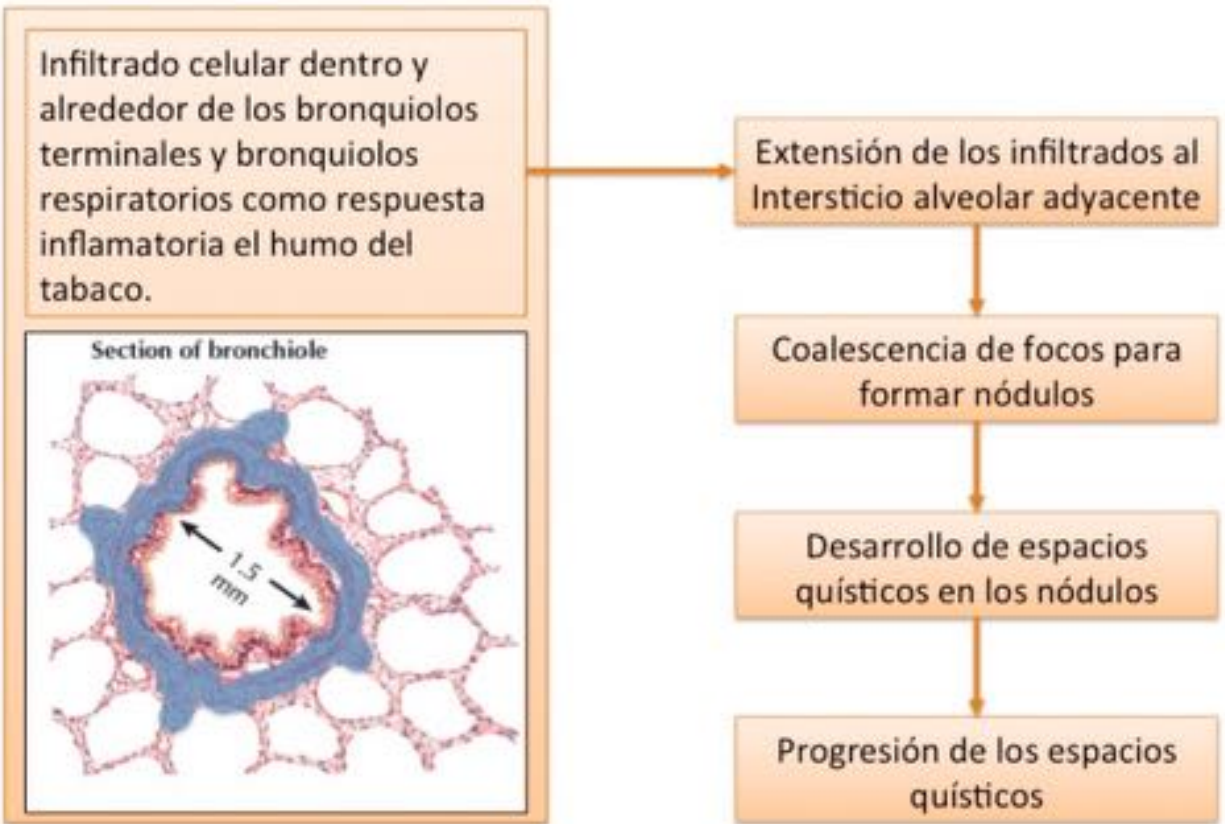 Infiltrado celular dentro y
alrededor de los bronquiolos
terminales y bronquiolos
respiratorios como respuesta
inflamatoria el humo del
tabaco.
Section of bronchiole
1.5
mm
Extensión de los infiltrados al
Intersticio alveolar adyacente
Coalescencia de focos para
formar nódulos
Desarrollo de espacios
quísticos en los nódulos
Progresión de los espacios
quísticos